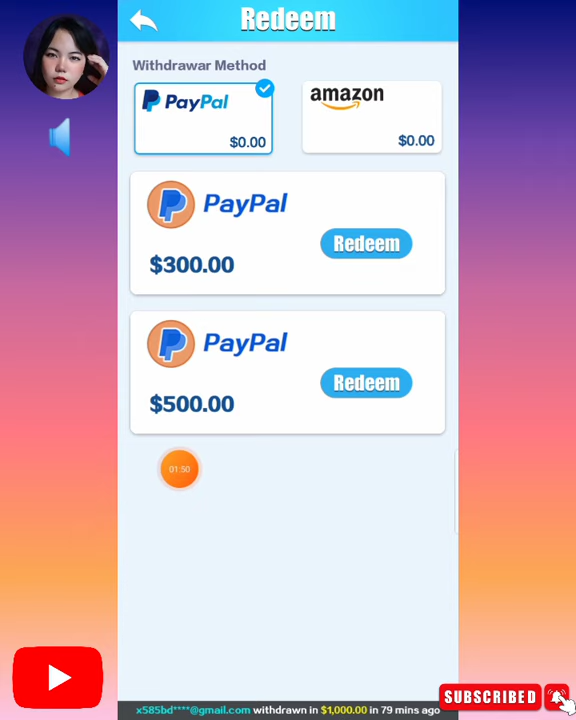 Redeem
Withdrawar Method
PayPal
$0.00
amazon
$0.00
PayPal
Redeem
$300.00
PayPal
Redeem
$500.00
01:50
x585bd****@gmail.com withdrawn in $1,000.00 in 79 mins ago
SUBSCRIBED